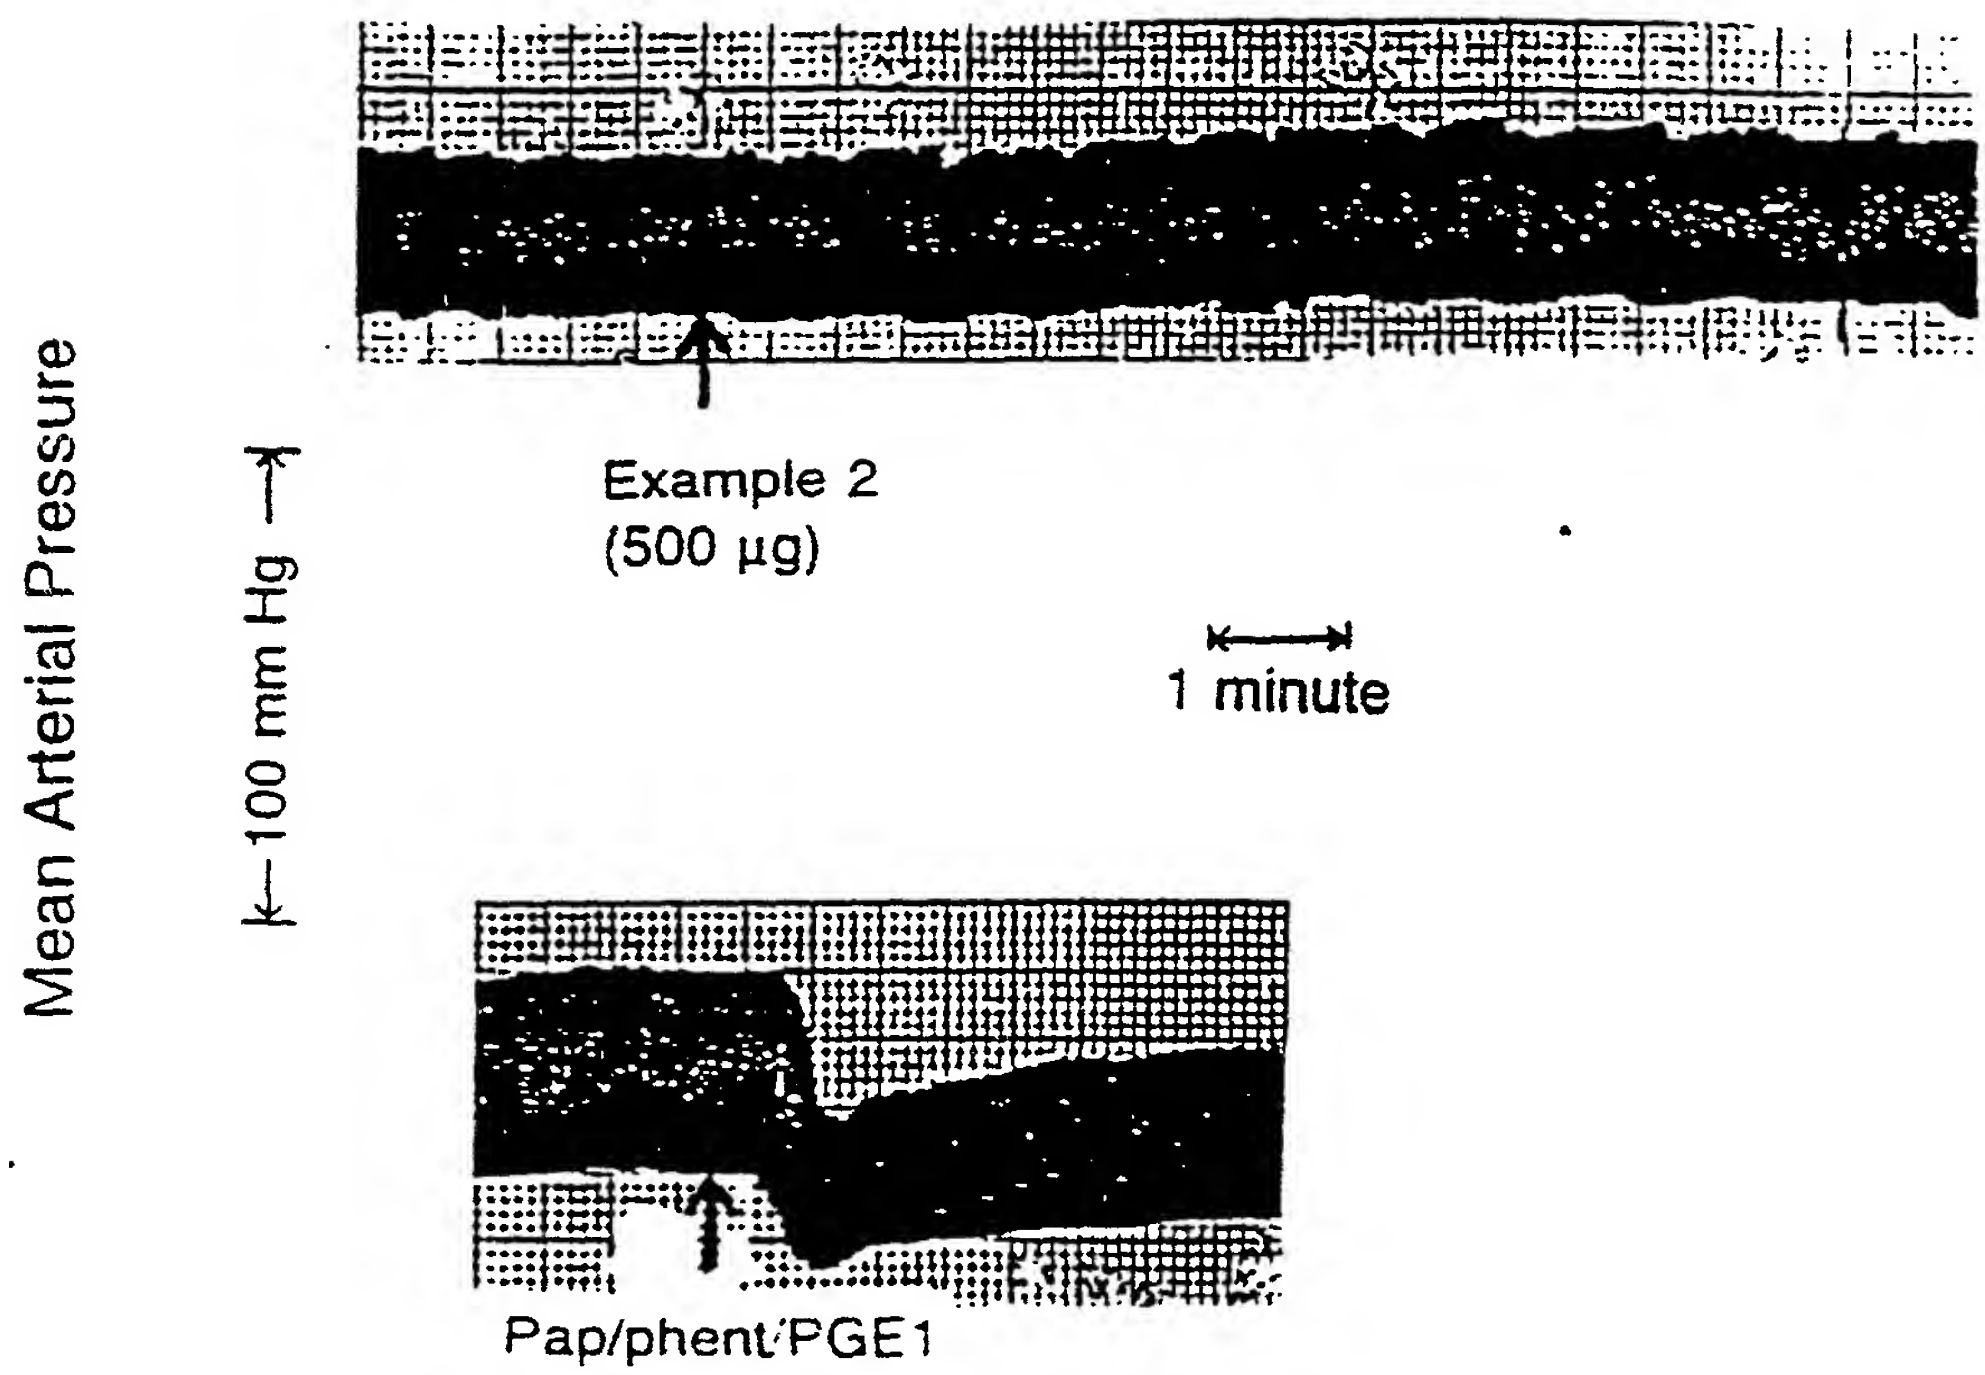 Mean Arterial Pressure
100 mm Hg
Example 2
(500 µg)
1 minute
Pap/phent/PGE1